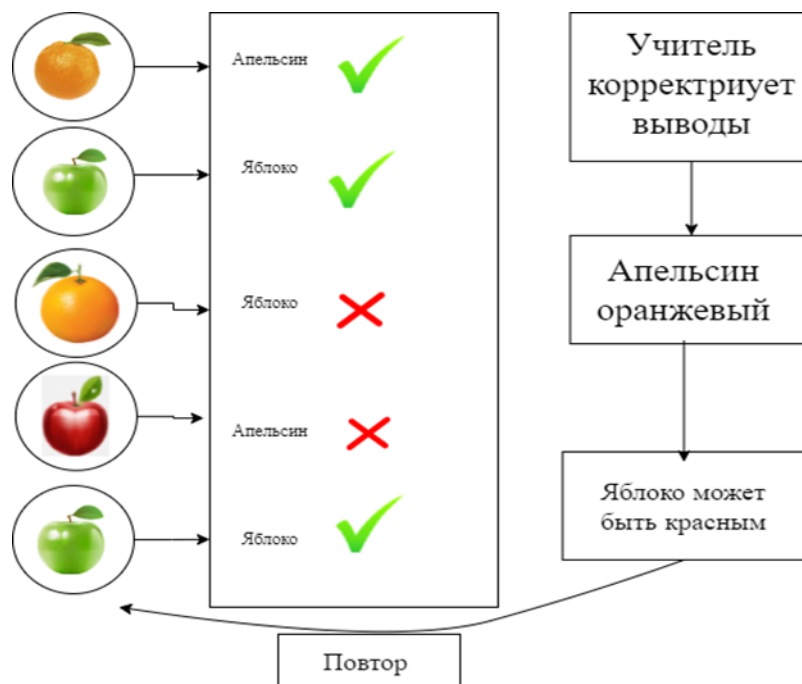 Апельсин
Яблоко
Яблоко
Апельсин
Яблоко
Учитель
корректриует
выводы
Апельсин
оранжевый
Яблоко может
быть красным
Повтор